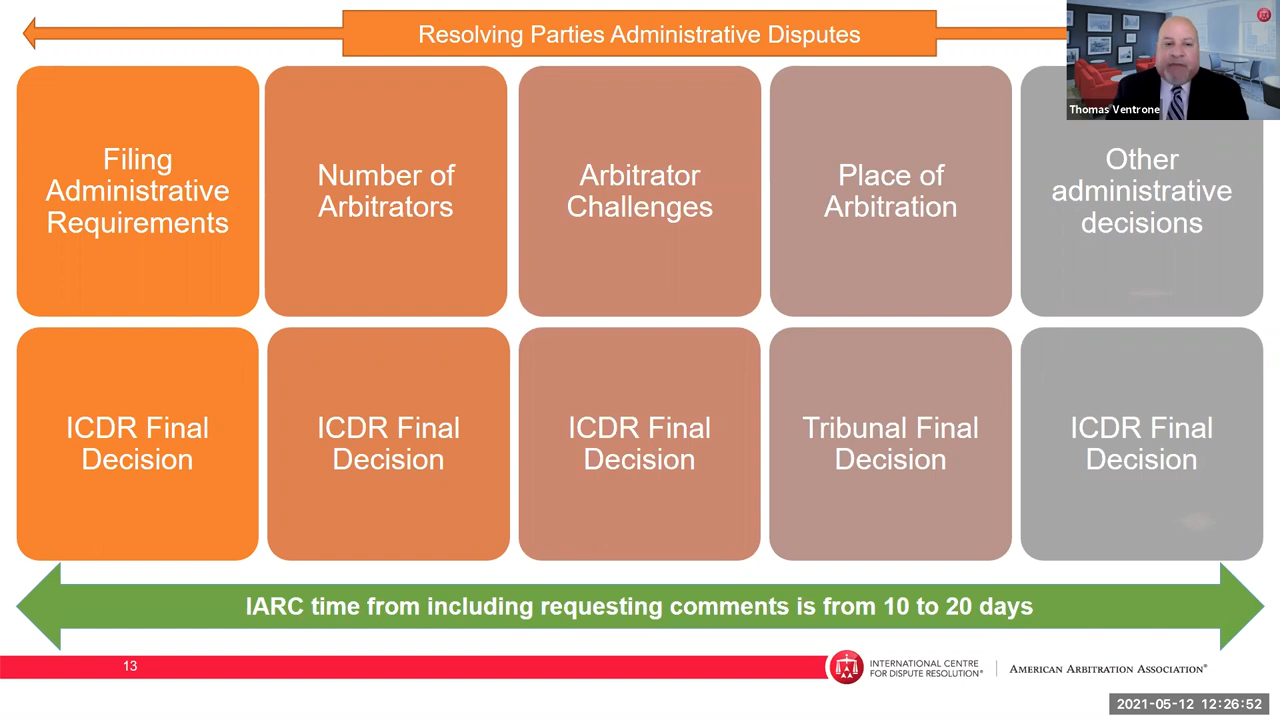 Resolving Parties Administrative Disputes
Thomas Ventrone
Filing
Administrative
Requirements
Number of
Arbitrators
Arbitrator
Challenges
Place of
Arbitration
Other
administrative
decisions
ICDR Final
Decision
ICDR Final
Decision
ICDR Final
Decision
Tribunal Final
Decision
ICDR Final
Decision
IARC time from including requesting comments is from 10 to 20 days
13
INTERNATIONAL CENTRE
FOR DISPUTE RESOLUTION®
AMERICAN ARBITRATION ASSOCIATION®
2021-05-12 12:26:52